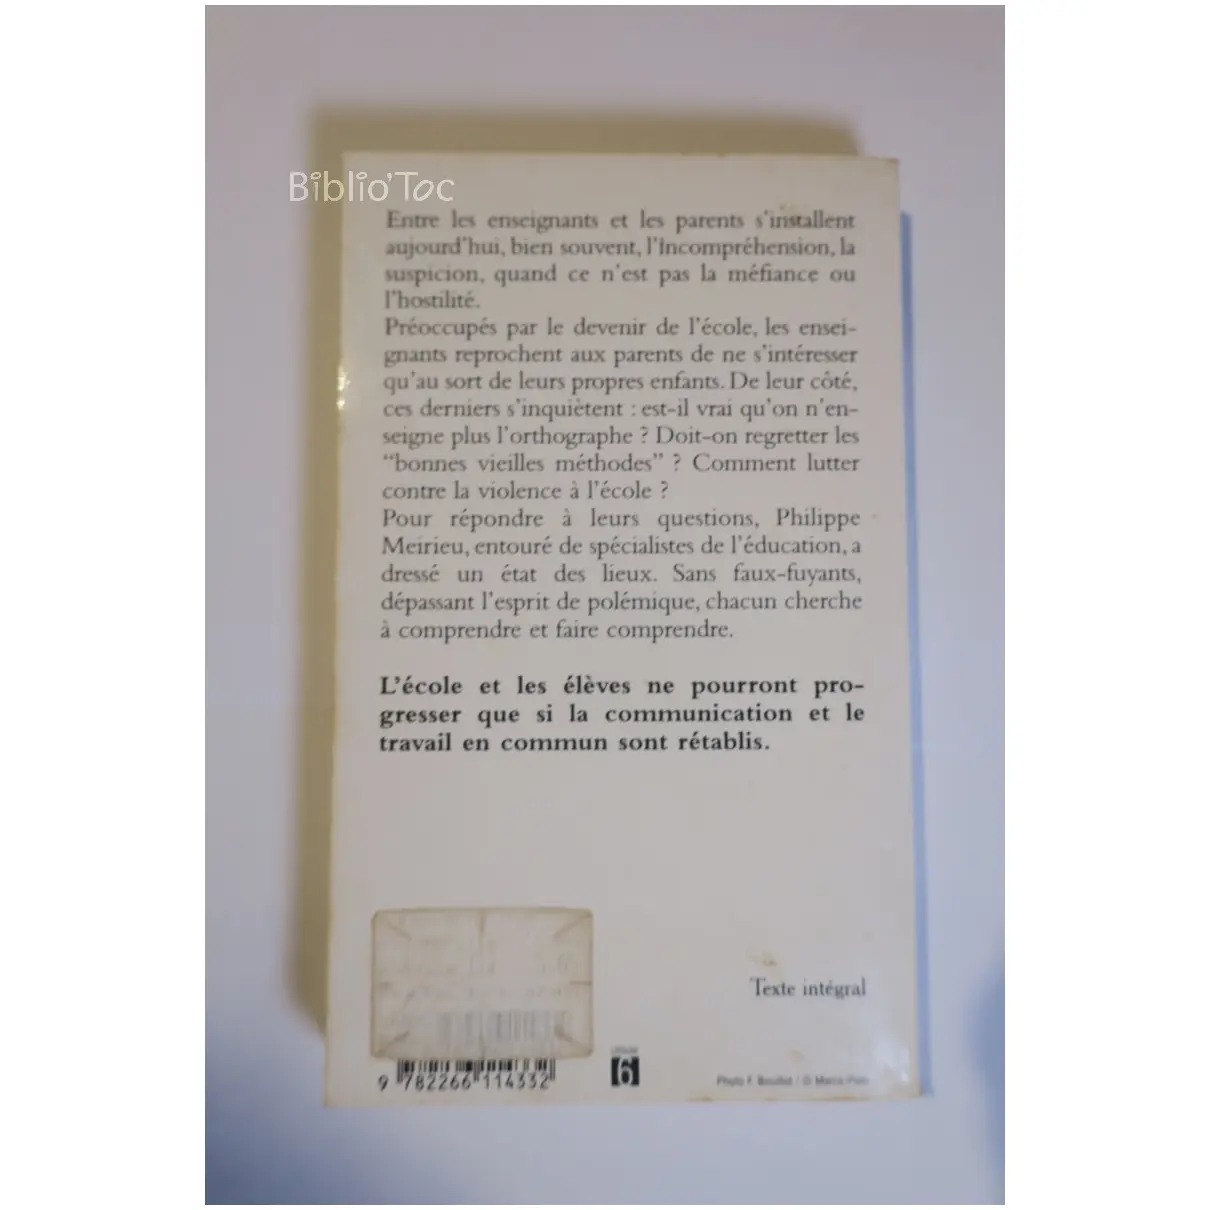 Biblio'Toc
Entre les enseignants et les parents s'installent
aujourd'hui, bien souvent, l'incompréhension, la
suspicion, quand ce n'est pas la méfiance ou
l'hostilité.
Préoccupés par le devenir de l'école, les ensei-
gnants reprochent aux parents de ne s'intéresser
qu'au sort de leurs propres enfants. De leur côté,
ces derniers s'inquiètent : est-il vrai qu'on n'en-
seigne plus l'orthographe ? Doit-on regretter les
“bonnes vieilles méthodes” ? Comment lutter
contre la violence à l'école ?
Pour répondre à leurs questions, Philippe
Meirieu, entouré de spécialistes de l'éducation, a
dressé un état des lieux. Sans faux-fuyants,
dépassant l'esprit de polémique, chacun cherche
à comprendre et faire comprendre.
L'école et les élèves ne pourront pro-
gresser que si la communication et le
travail en commun sont rétablis.
Texte intégral
9 782266 114332
6
Photo F. Bouillot / © Marco